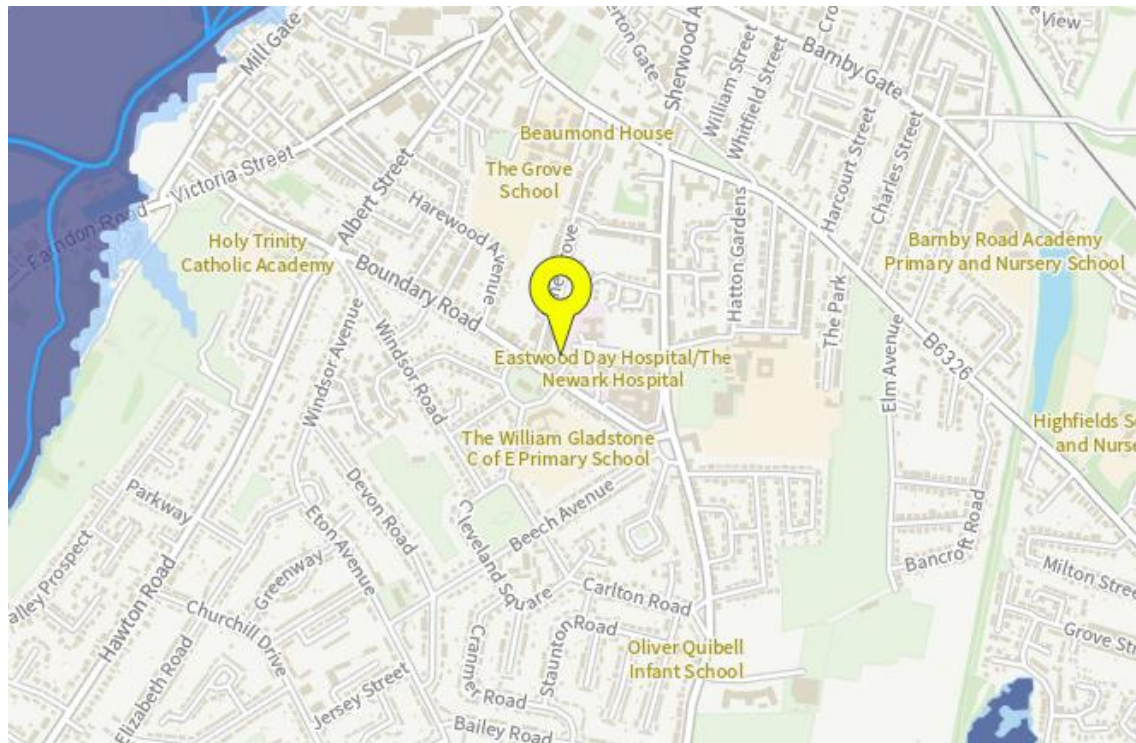 View
Mill Gate
Sherwood A
William Street
Whitfield Street
Barnby Gate
Beaumond House
Victoria Street
Albert Street
The Grove
School
Harcourt Street
Charles Street
Farndon Road
Harewood Avenue
Holy Trinity
Catholic Academy
Boundary Road
Hatton Gardens
Barnby Road Academy
Primary and Nursery School
The Park
Windsor Avenue
Windsor Road
Eastwood Day Hospital/The
Newark Hospital
Elm Avenue
B6326
The William Gladstone
C of E Primary School
Highfields S
and Nurse
Parkway
Devon Road
Eton Avenue
Cleveland Square
Beech Avenue
Bancroft Road
alley Prospect
Hawton Road
Greenway
Churchill Drive
Carlton Road
Milton Stree
Elizabeth Road
Cranmer Road
Staunton Road
Grove Str
Oliver Quibell
Infant School
Jersey Street
Bailey Road